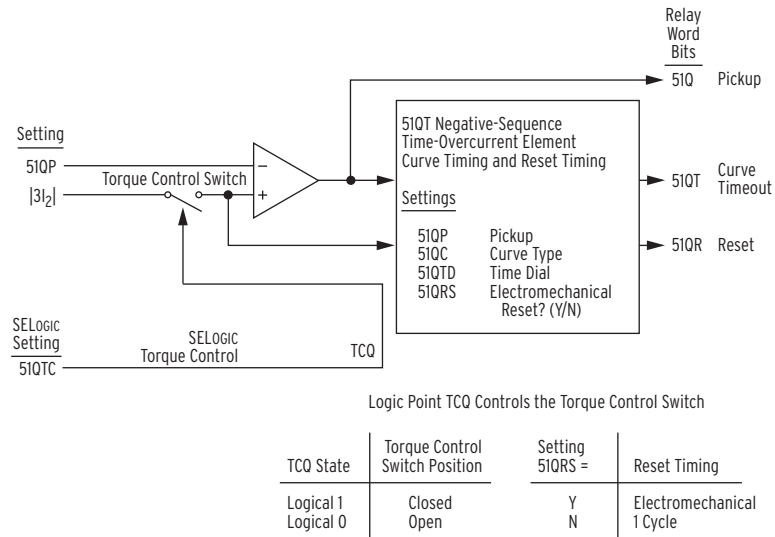 Relay
Word
Bits
51Q Pickup
Setting
51QP
|3I2|
Torque Control Switch
−
+
51QT Negative-Sequence
Time-Overcurrent Element
Curve Timing and Reset Timing
Settings
51QP Pickup
51QC Curve Type
51QTD Time Dial
51QRS Electromechanical
Reset? (Y/N)
51QT Curve
Timeout
51QR Reset
SELOGIC
Setting
51QTC
SELOGIC
Torque Control
TCQ
Logic Point TCQ Controls the Torque Control Switch
TCQ State Torque Control
Switch Position
Logical 1 Closed
Logical 0 Open
Setting
51QRS = Reset Timing
Y Electromechanical
N 1 Cycle